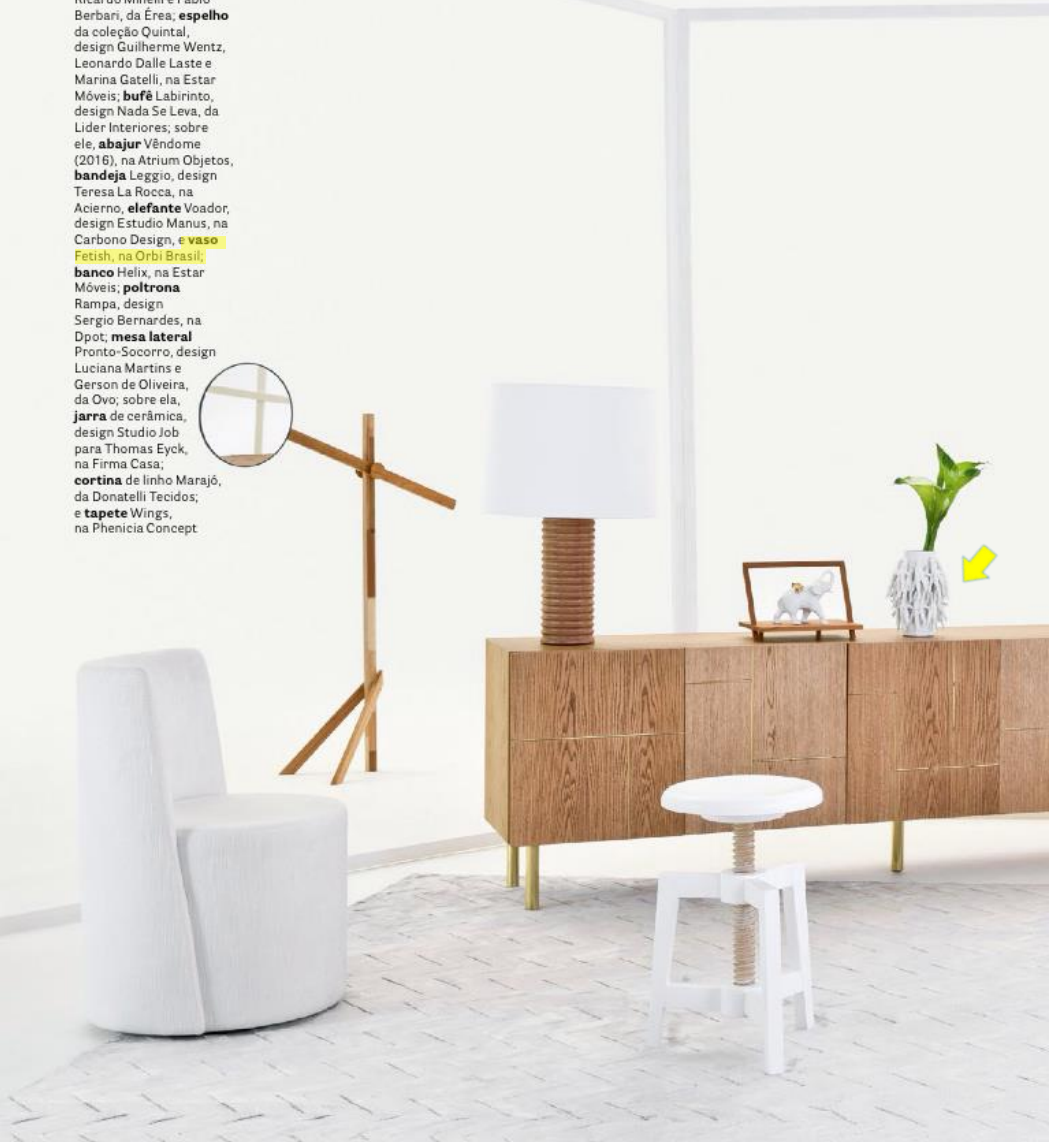 Ricardo Minelli e Fabio
Berbari, da Érea; espelho
da coleção Quintal,
design Guilherme Wentz,
Leonardo Dalle Laste e
Marina Gatelli, na Estar
Móveis; bufê Labirinto,
design Nada Se Leva, da
Lider Interiores; sobre
ele, abajur Vêndome
(2016), na Atrium Objetos,
bandeja Leggio, design
Teresa La Rocca, na
Acierno, elefante Voador,
design Estudio Manus, na
Carbono Design, e vaso
Fetish, na Orbi Brasil;
banco Helix, na Estar
Móveis; poltrona
Rampa, design
Sergio Bernardes, na
Dpot; mesa lateral
Pronto-Socorro, design
Luciana Martins e
Gerson de Oliveira,
da Ovo; sobre ela,
jarra de cerâmica,
design Studio Job
para Thomas Eyck,
na Firma Casa;
cortina de linho Marajó,
da Donatelli Tecidos;
e tapete Wings,
na Phenicia Concept